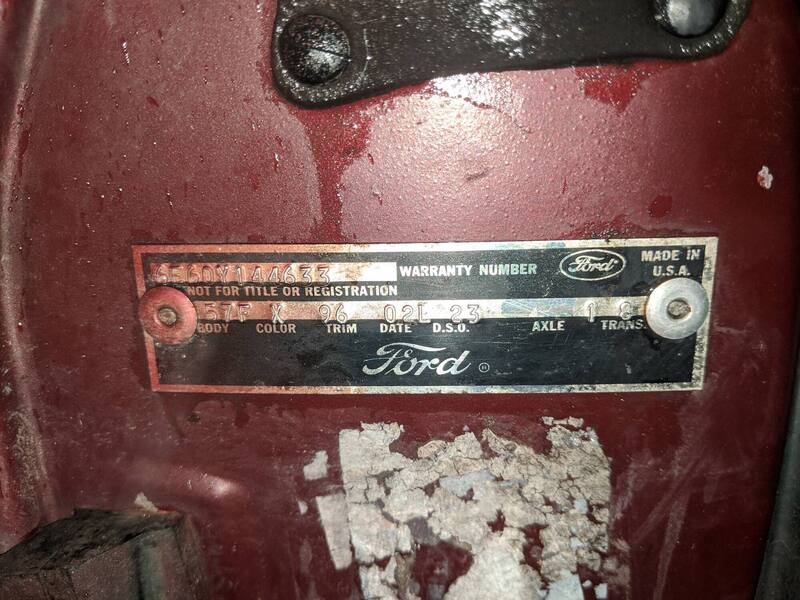 6E60Y144633 WARRANTY NUMBER Ford MADE IN U.S.A.
NOT FOR TITLE OR REGISTRATION
57F X 96 02L 23 1 8
BODY COLOR TRIM DATE D.S.O. AXLE TRANS.
Ford ®